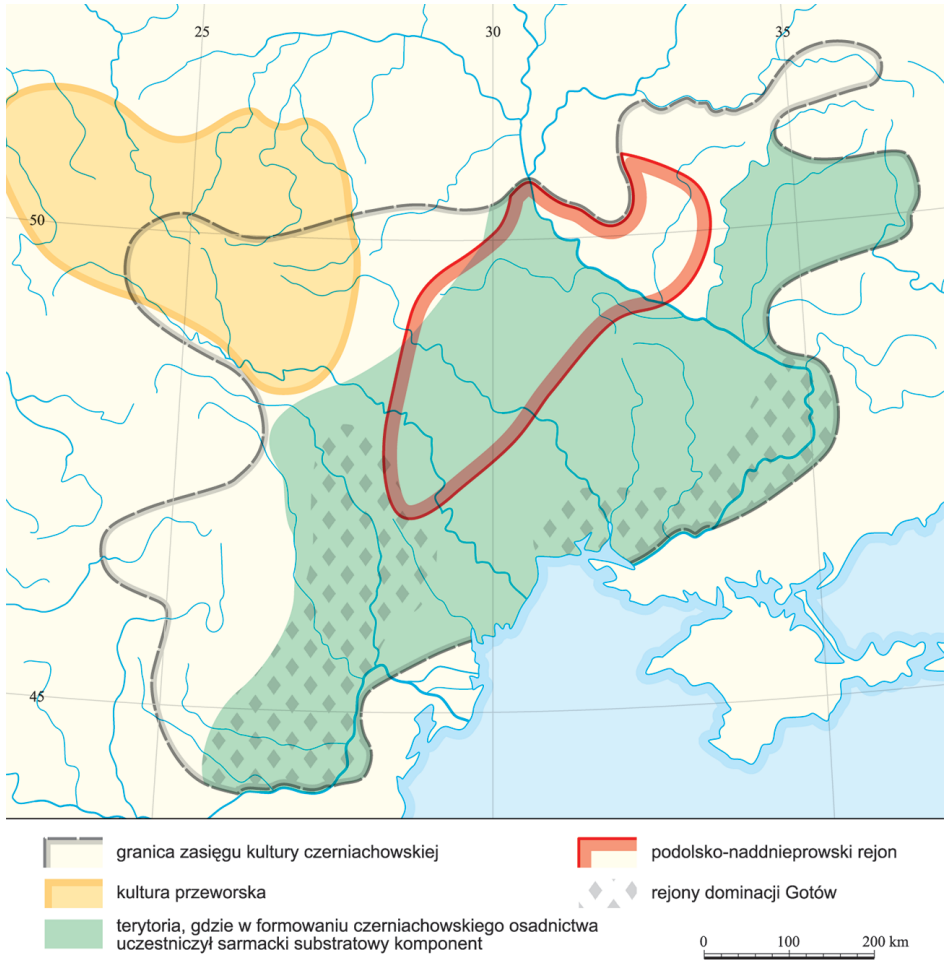 25
30
35
50
45
granica zasięgu kultury czerniachowskiej
kultura przeworska
terytoria, gdzie w formowaniu czerniachowskiego osadnictwa
uczestniczył sarmacki substratowy komponent
podolsko-naddnieprowski rejon
rejony dominacji Gotów
0 100 200 km